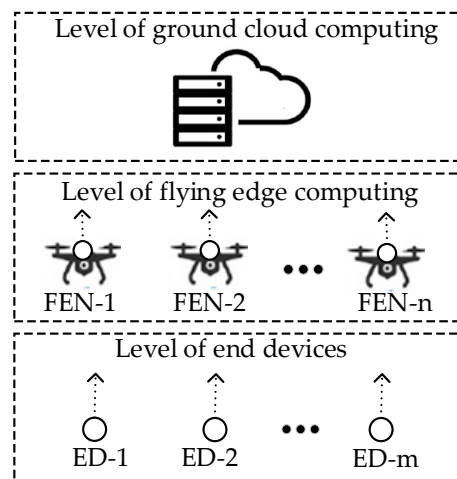 Level of ground cloud computing
Level of flying edge computing
FEN-1 FEN-2 FEN-n
Level of end devices
ED-1 ED-2 ED-m